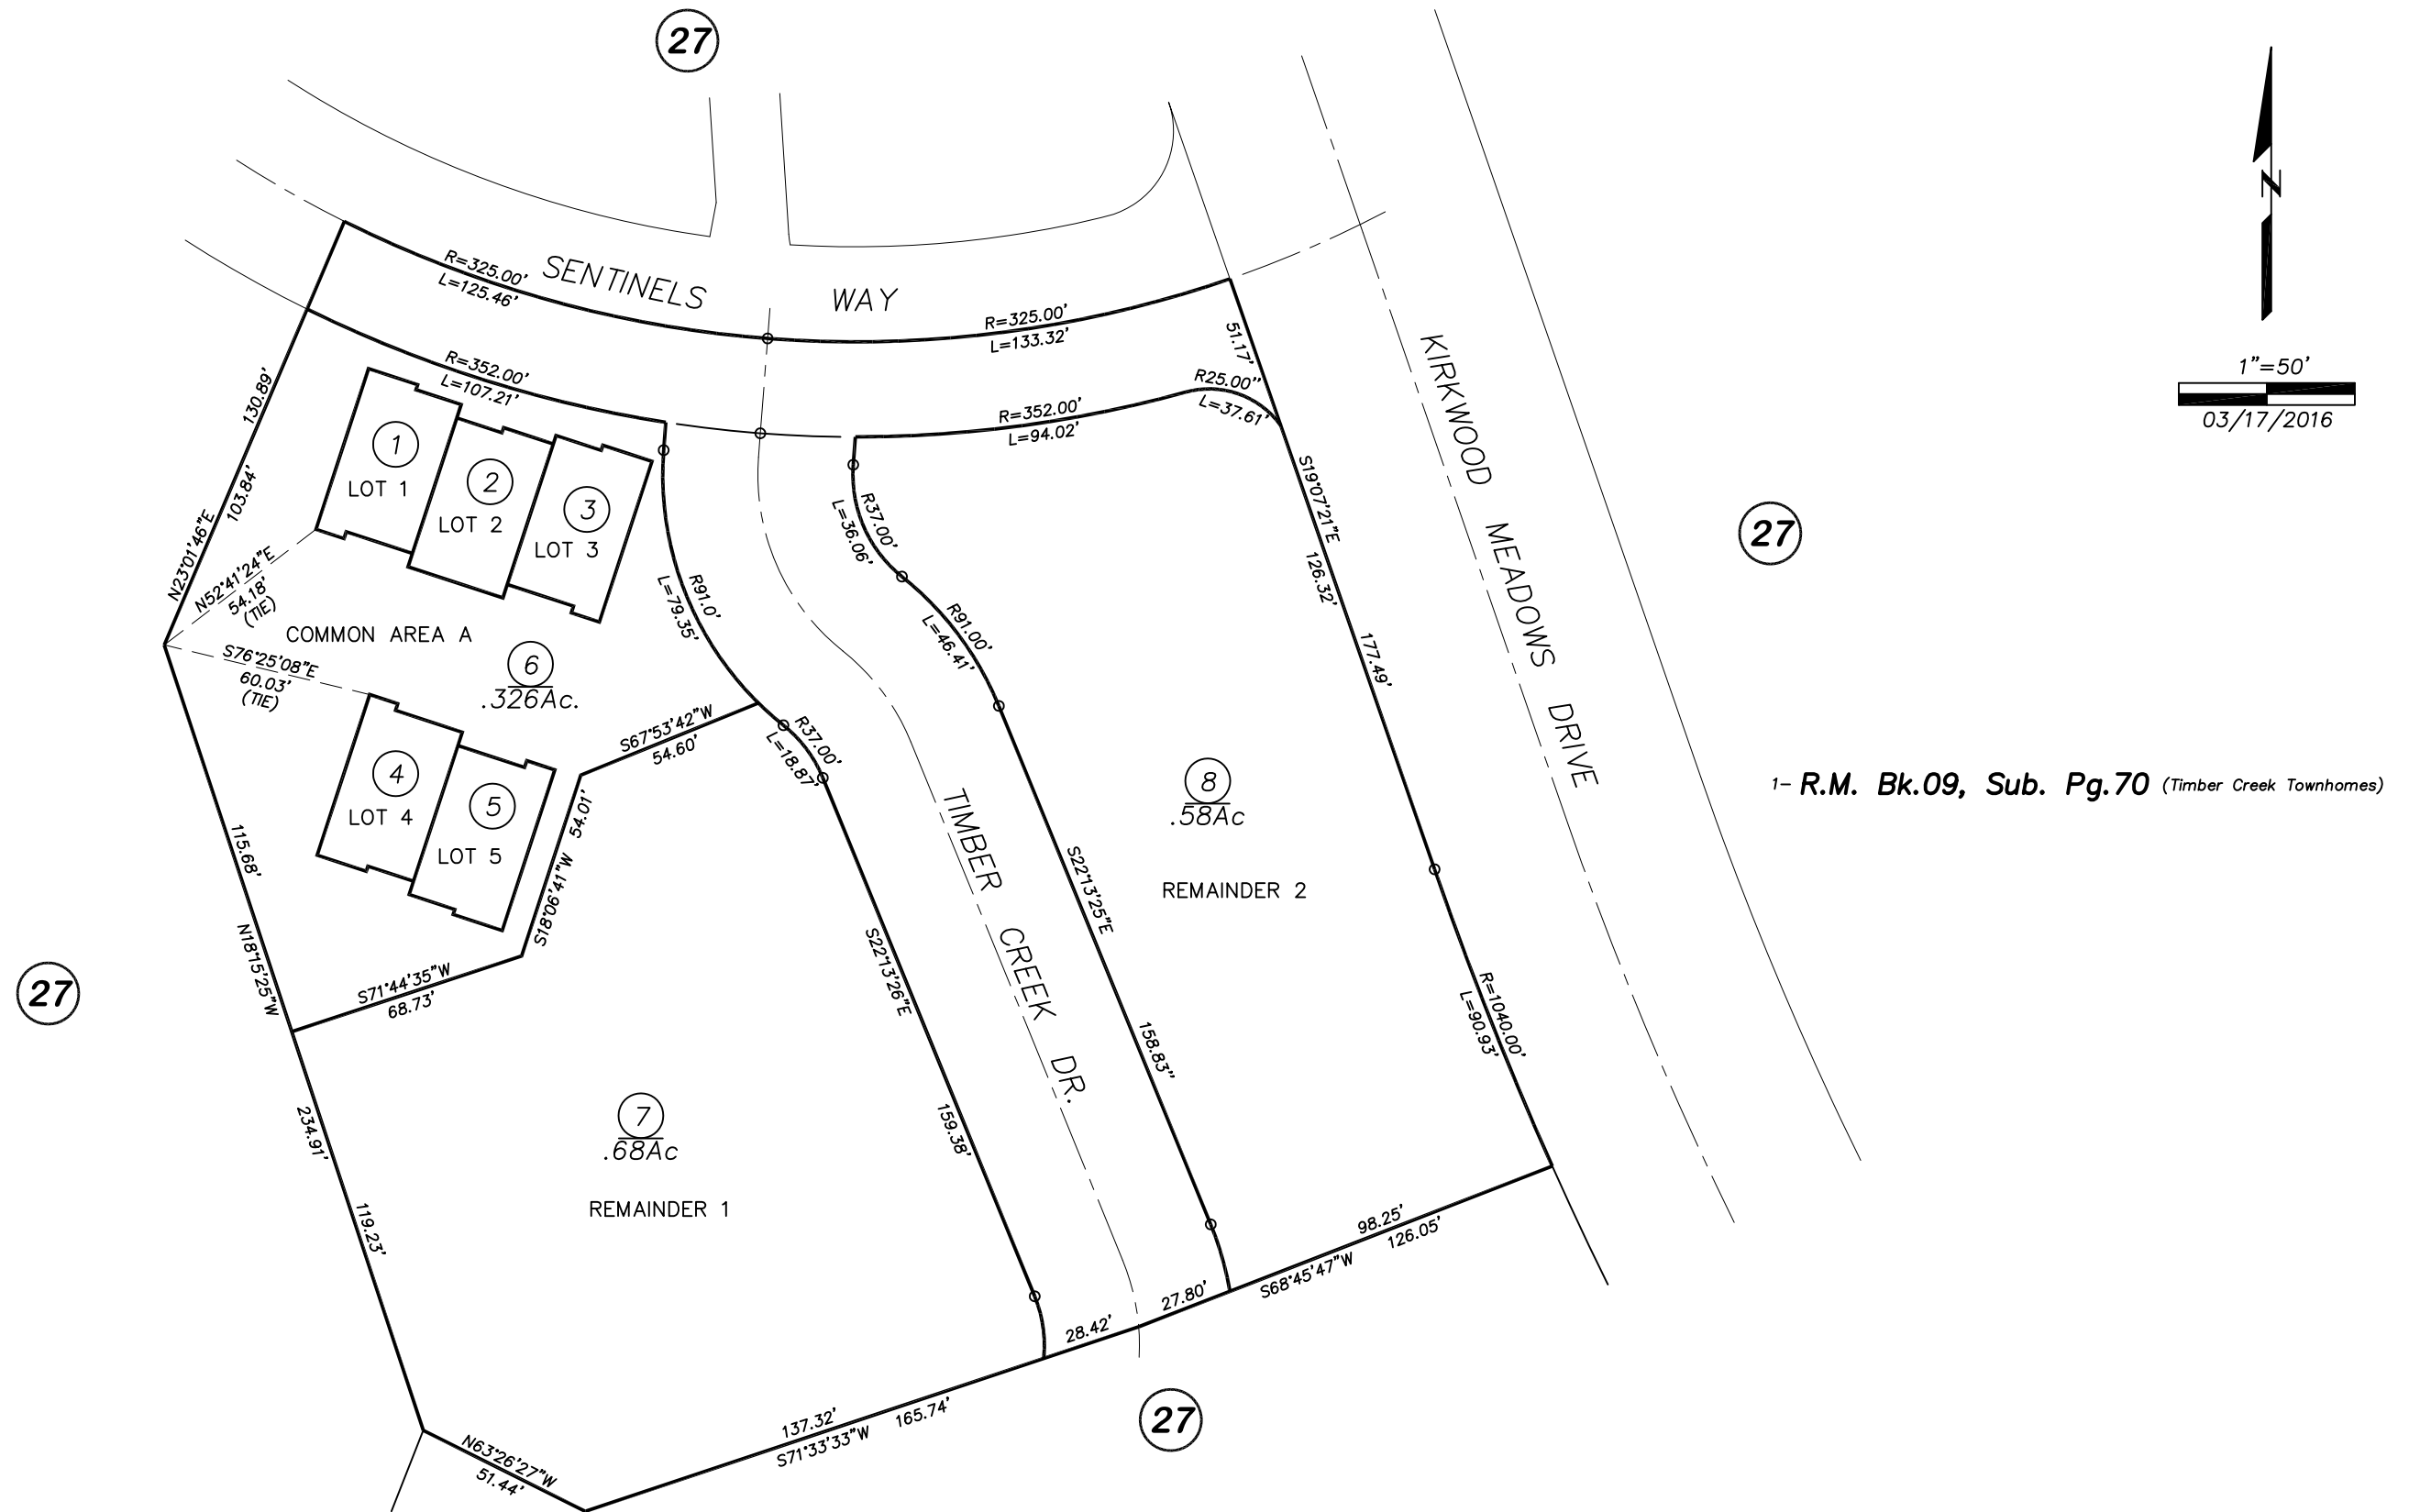 27
SENTINELS WAY
R=325.00'
L=125.46'
R=325.00'
L=133.32'
R=352.00'
L=107.21'
R=352.00'
L=94.02'
R25.00"
L=37.61'
51.17'
130.89'
103.84'
N23°01'46"E
N52°41'24"E
54.18'
(TIE)
S76°25'08"E
60.03'
(TIE)
1
LOT 1
2
LOT 2
3
LOT 3
COMMON AREA A
6
.326Ac.
4
LOT 4
5
LOT 5
R91.0'
L=79.35'
R37.00'
L=18.87'
R37.00'
L=36.06'
R91.00'
L=46.41'
S67°53'42"W
54.60'
S18°06'41"W 54.01'
S71°44'35"W
68.73'
115.68'
N18°15'25"W
234.91'
119.23'
N63°26'27"W
51.44'
7
.68Ac
REMAINDER 1
S22°13'26"E
159.38'
TIMBER CREEK DR.
S22°13'25"E
158.83"
8
.58Ac
REMAINDER 2
S19°07'21"E
126.32'
177.49'
R=1040.00'
L=90.93'
KIRKWOOD MEADOWS DRIVE
137.32'
S71°33'33"W 165.74'
28.42'
27.80'
98.25'
S68°45'47"W 126.05'
27
27
27
N
1"=50'
03/17/2016
1- R.M. Bk.09, Sub. Pg.70 (Timber Creek Townhomes)